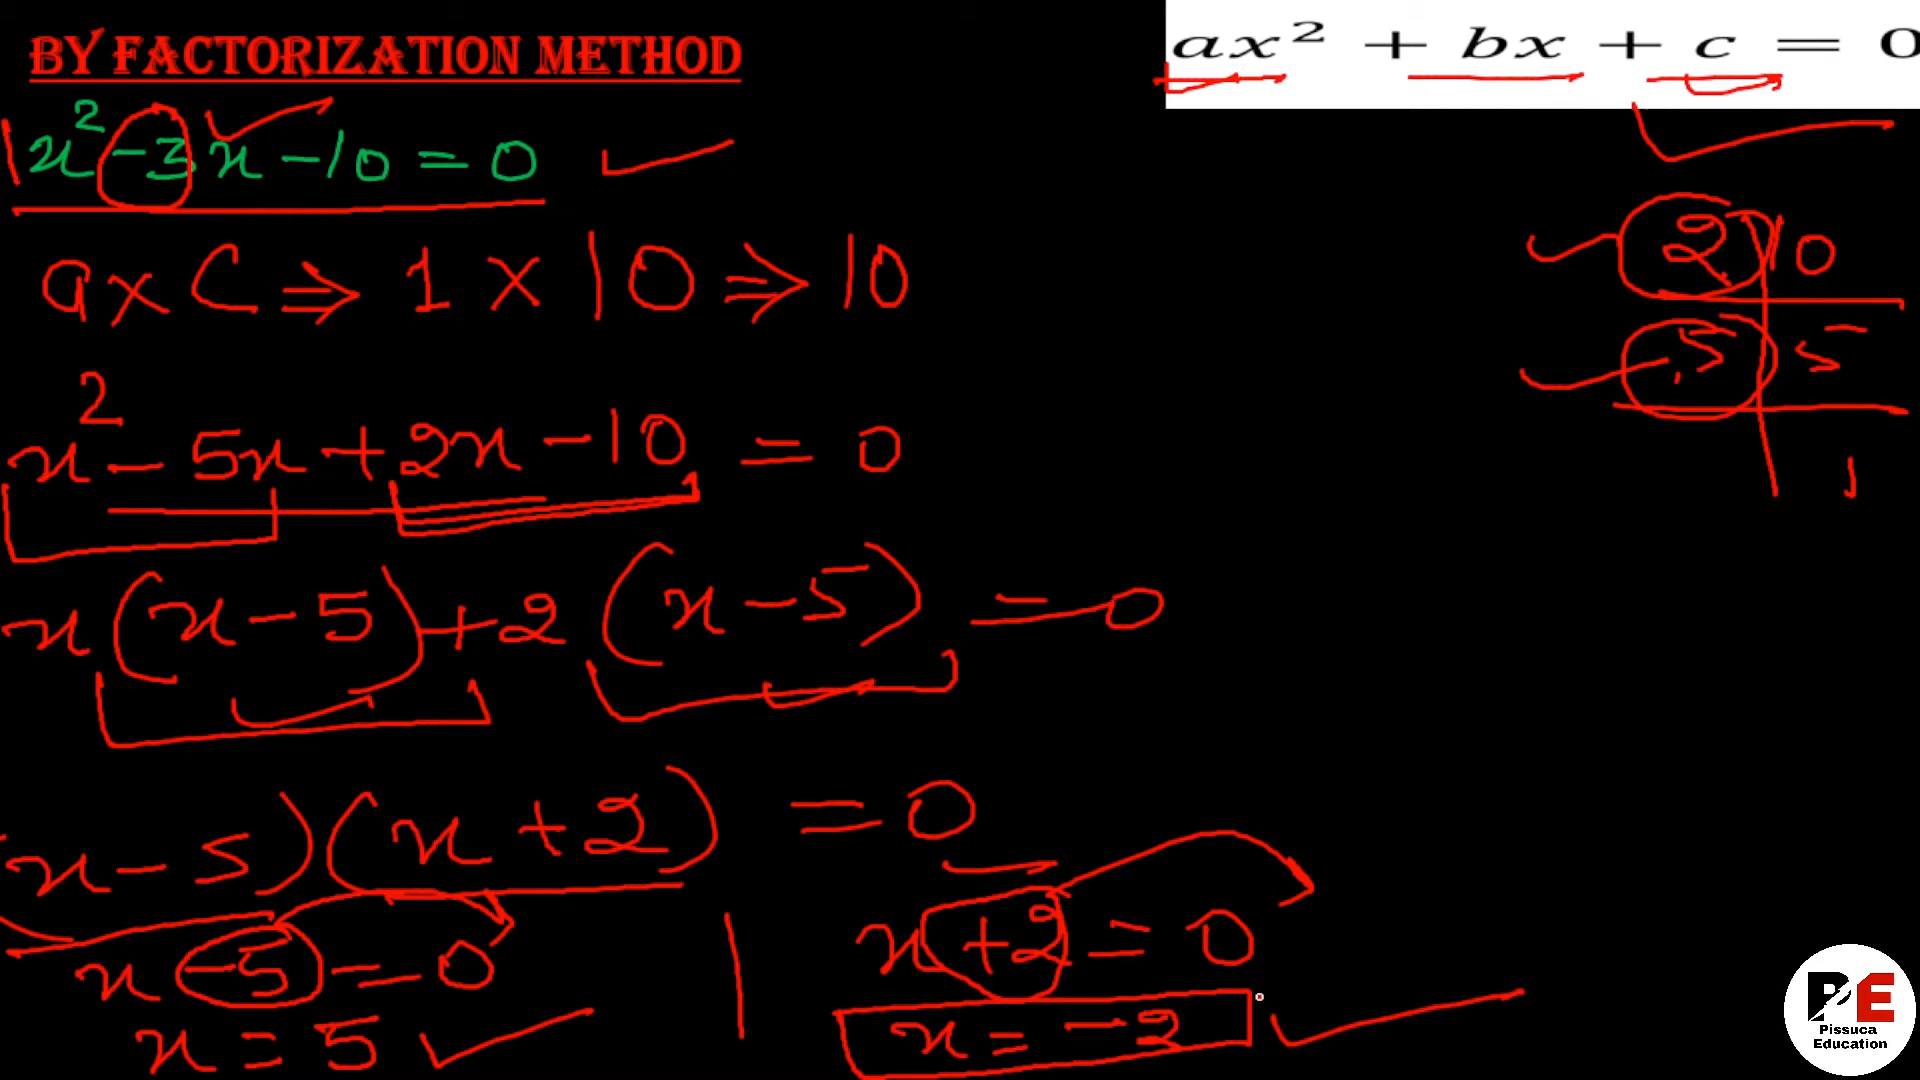 BY FACTORIZATION METHOD
ax² + bx + c = 0
x² -3x -10 = 0
a x c ⇒ 1 x 10 ⇒ 10
2 | 10
5 | 5
1
x² - 5x + 2x - 10 = 0
x (x - 5) + 2 (x - 5) = 0
x - 5) (x + 2) = 0
x - 5 = 0 | x + 2 = 0
x = 5
x = -2
PE
Pissuca
Education